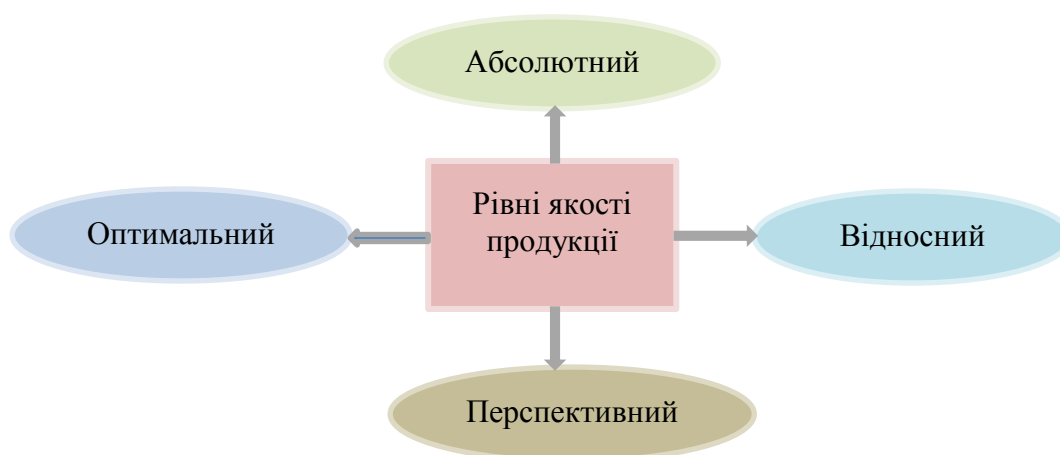 Абсолютний
Рівні якості
продукції
Оптимальний
Відносний
Перспективний